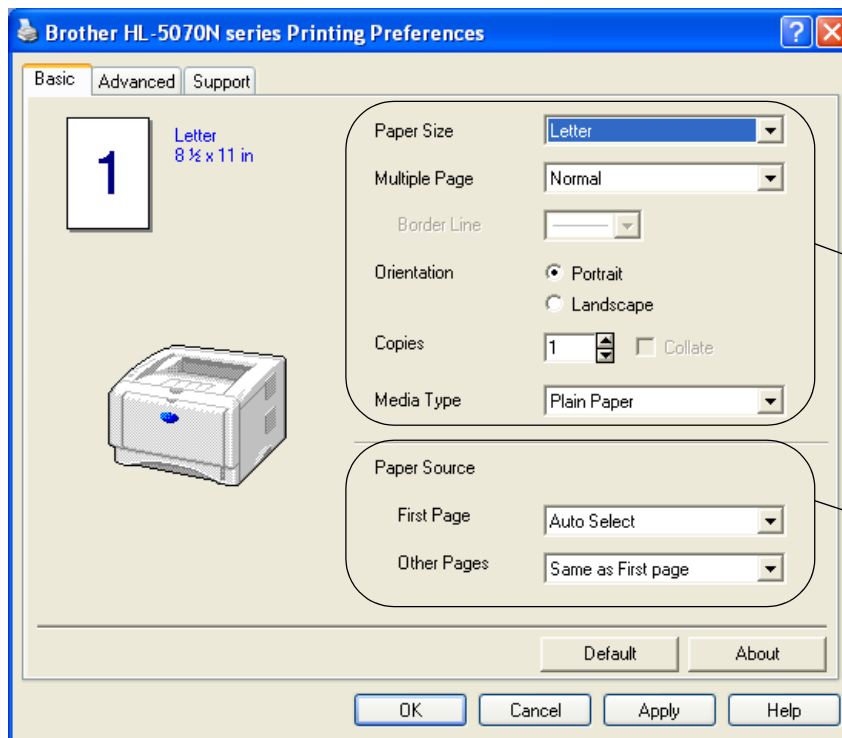 Brother HL-5070N series Printing Preferences
Basic Advanced Support
1
Letter
8 ½ x 11 in
Paper Size Letter
Multiple Page Normal
Border Line
Orientation Portrait
Landscape
Copies 1 Collate
Media Type Plain Paper
Paper Source
First Page Auto Select
Other Pages Same as First page
Default About
OK Cancel Apply Help